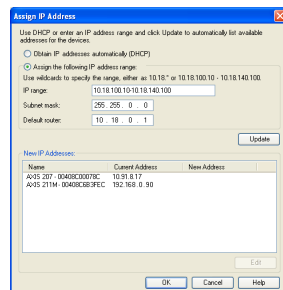 Assign IP Address
Use DHCP or enter an IP address range and click Update to automatically list available
addresses for the devices.
Obtain IP addresses automatically (DHCP)
Assign the following IP address range:
Use wildcards to specify the range, either as 10.18.* or 10.18.100.10 - 10.18.140.100.
IP range: 10.18.100.10-10.18.140.100
Subnet mask: 255 . 255 . 0 . 0
Default router: 10 . 18 . 0 . 1
Update
New IP Addresses:
Name Current Address New Address
AXIS 207 - 00408C00078C 10.91.8.17
AXIS 211M - 00408C6B3FEC 192.168.0.90
Edit
OK Cancel Help